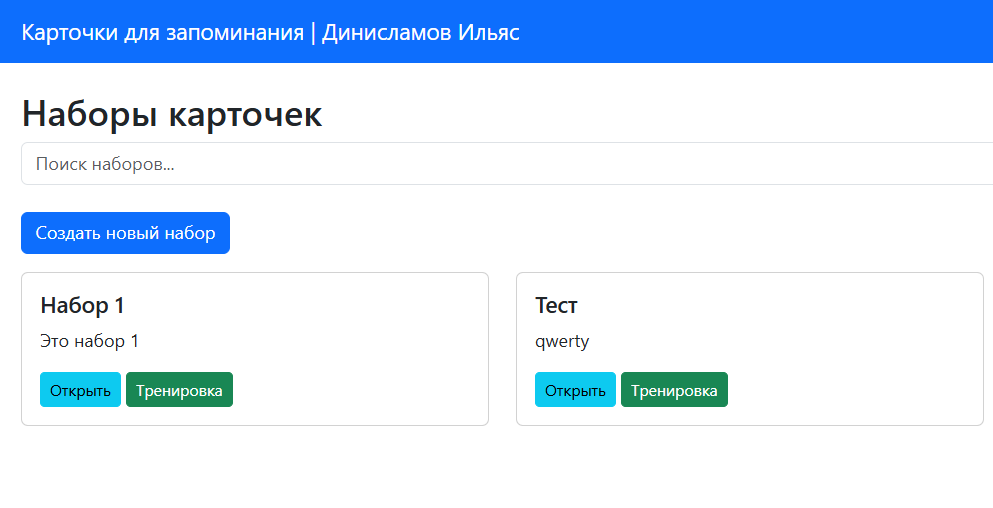 Карточки для запоминания | Динисламов Ильяс
Наборы карточек
Поиск наборов...
Создать новый набор
Набор 1
Это набор 1
Открыть Тренировка
Тест
qwerty
Открыть Тренировка